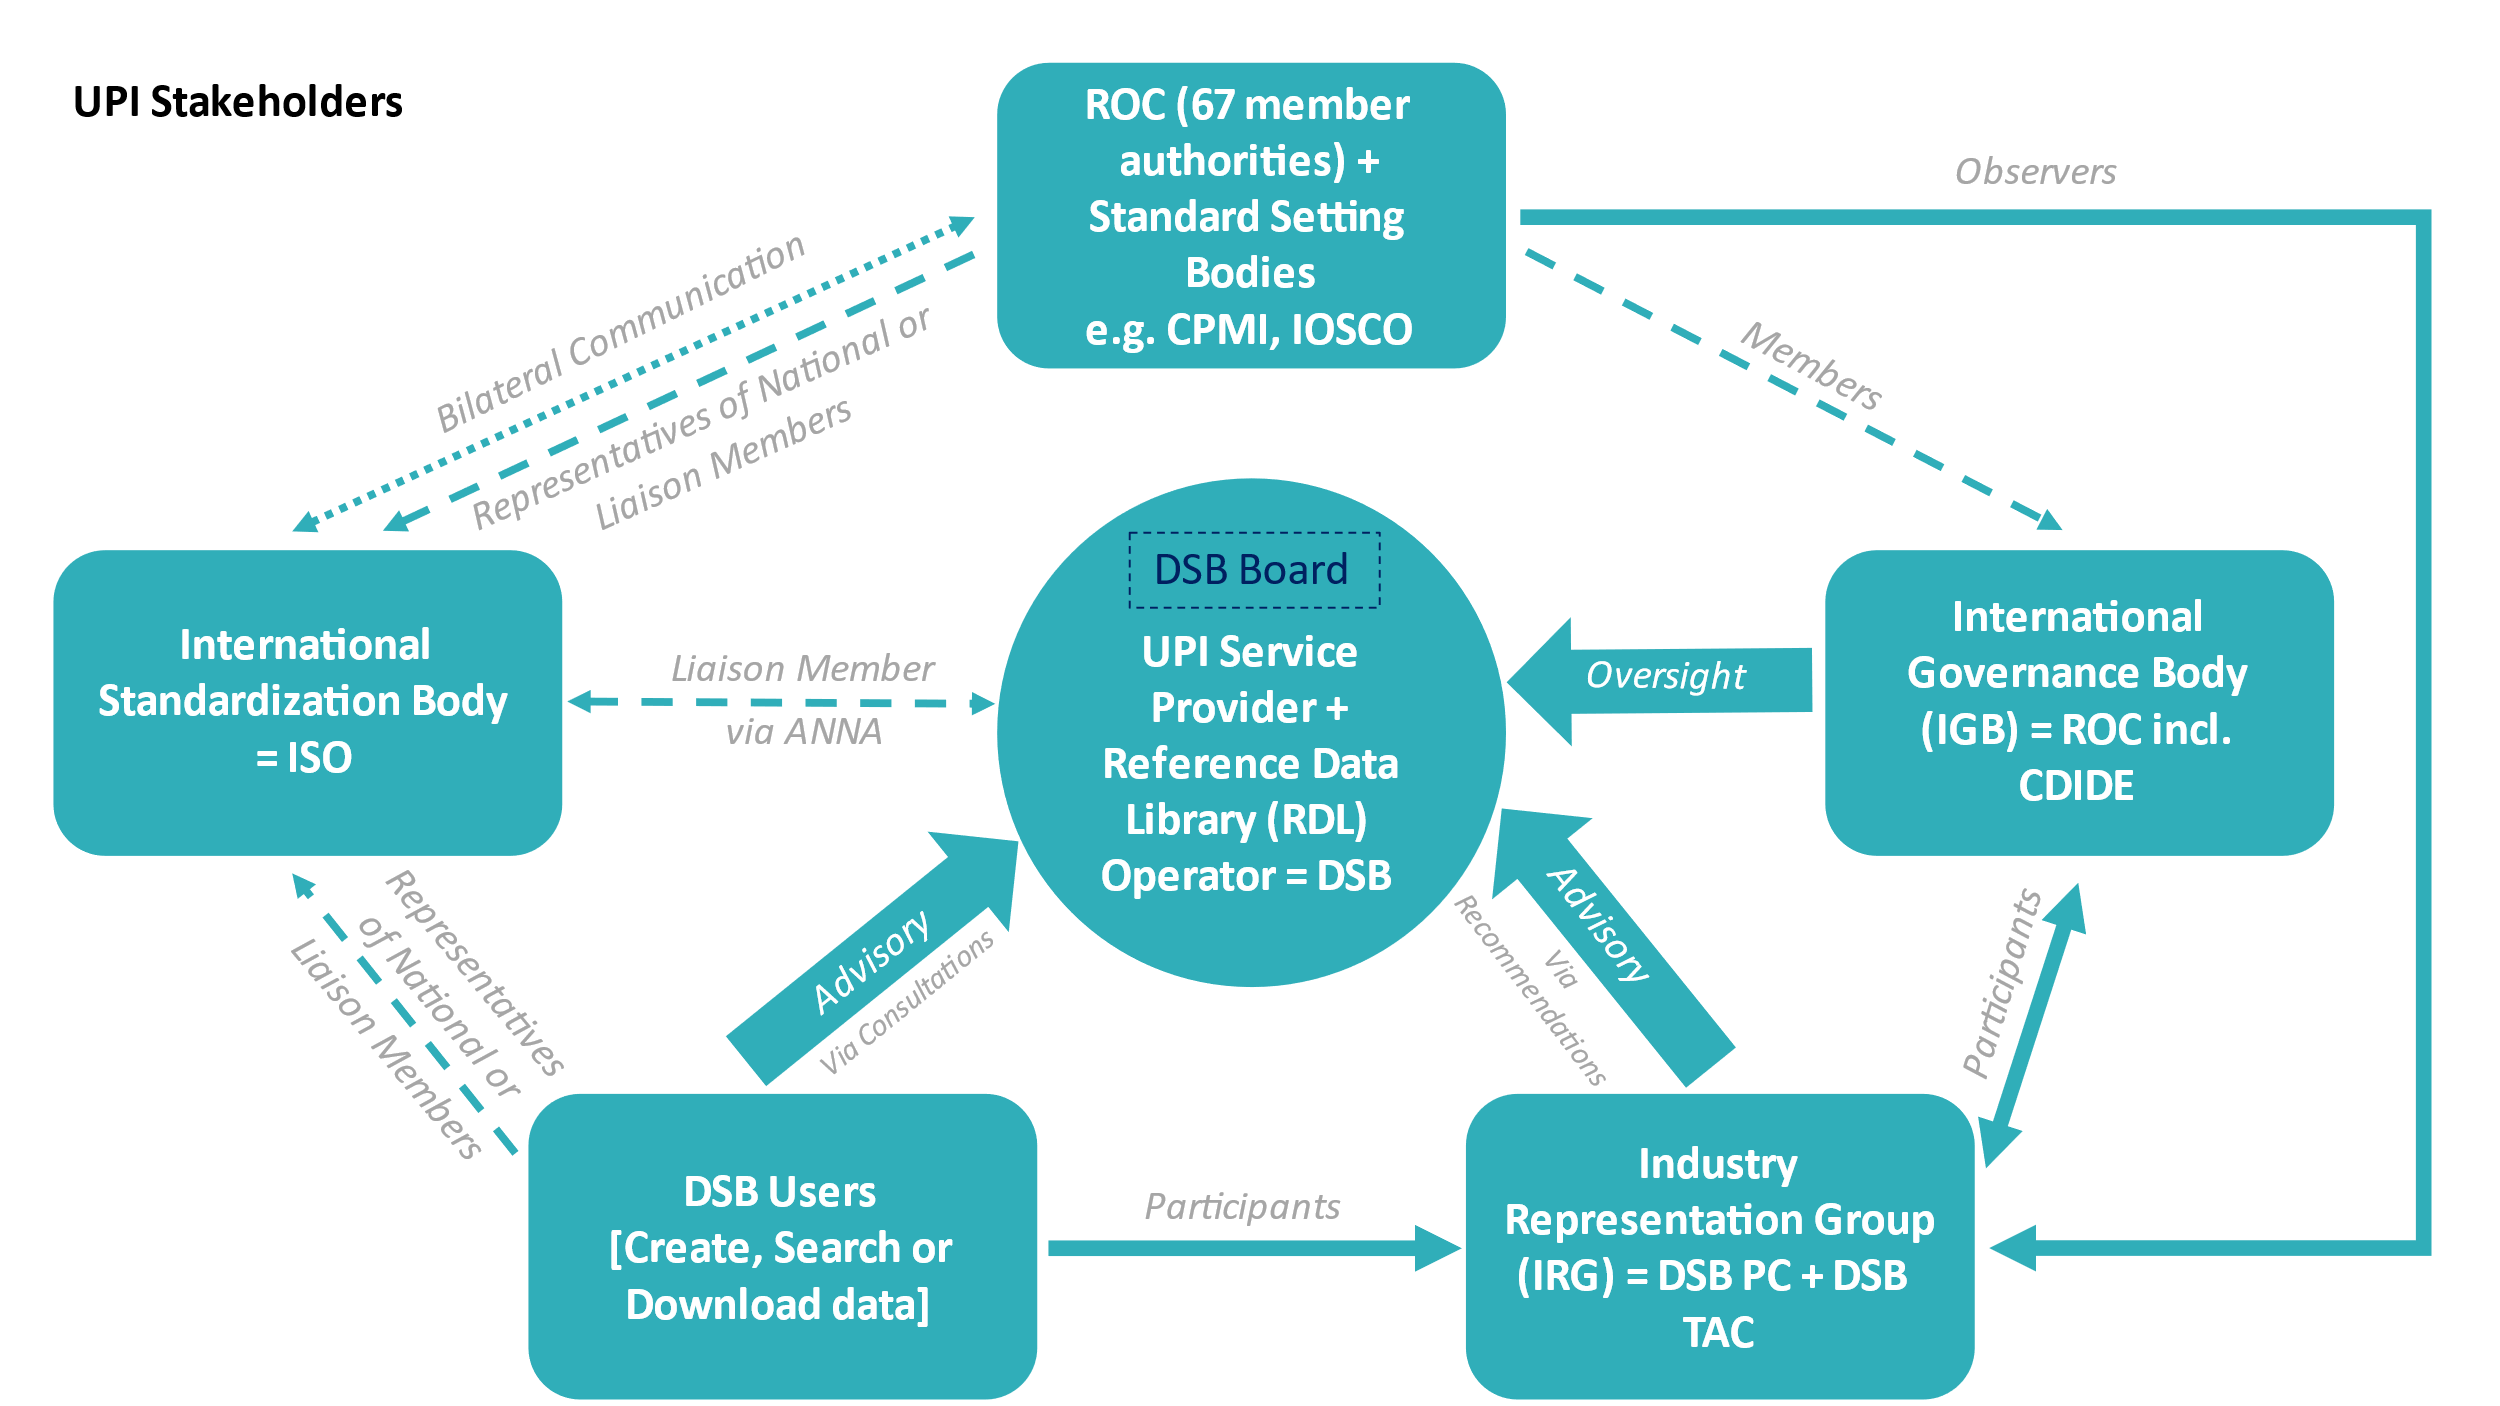 UPI Stakeholders
ROC (67 member
authorities) +
Standard Setting
Bodies
e.g. CPMI, IOSCO
Observers
Bilateral Communication
Representatives of National or
Liaison Members
Members
DSB Board
UPI Service
Provider +
Reference Data
Library (RDL)
Operator = DSB
International
Standardization Body
= ISO
Liaison Member
via ANNA
Oversight
International
Governance Body
(IGB) = ROC incl.
CDIDE
Representatives
of National or
Liaison Members
Advisory
Via Consultations
Advisory
Via
Recommendations
Participants
DSB Users
[Create, Search or
Download data]
Participants
Industry
Representation Group
(IRG) = DSB PC + DSB
TAC